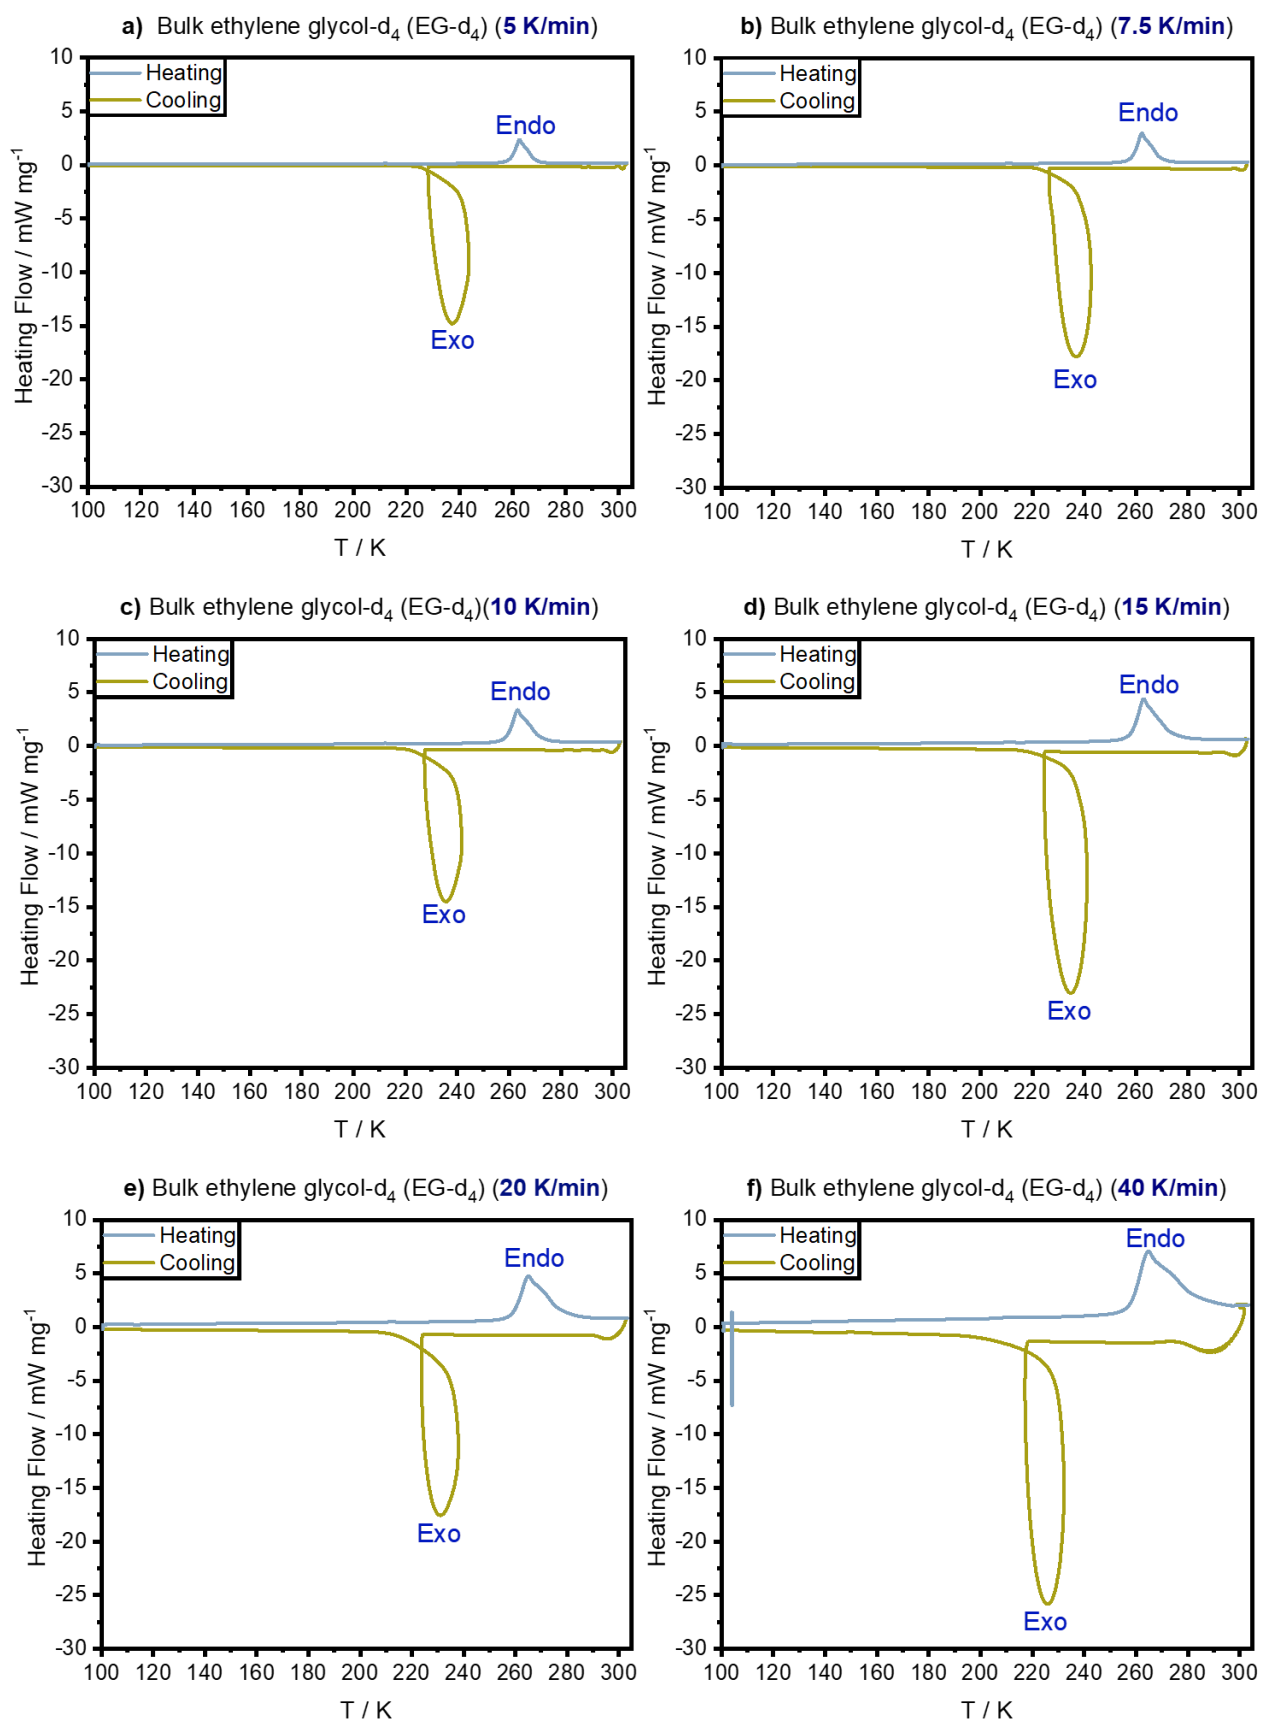 a) Bulk ethylene glycol-d4 (EG-d4) (5 K/min)
Heating
Cooling
Endo
Exo
10
5
0
-5
-10
-15
-20
-25
-30
Heating Flow / mW mg-1
100 120 140 160 180 200 220 240 260 280 300
T / K
b) Bulk ethylene glycol-d4 (EG-d4) (7.5 K/min)
Heating
Cooling
Endo
Exo
10
5
0
-5
-10
-15
-20
-25
-30
Heating Flow / mW mg-1
100 120 140 160 180 200 220 240 260 280 300
T / K
c) Bulk ethylene glycol-d4 (EG-d4)(10 K/min)
Heating
Cooling
Endo
Exo
10
5
0
-5
-10
-15
-20
-25
-30
Heating Flow / mW mg-1
100 120 140 160 180 200 220 240 260 280 300
T / K
d) Bulk ethylene glycol-d4 (EG-d4) (15 K/min)
Heating
Cooling
Endo
Exo
10
5
0
-5
-10
-15
-20
-25
-30
Heating Flow / mW mg-1
100 120 140 160 180 200 220 240 260 280 300
T / K
e) Bulk ethylene glycol-d4 (EG-d4) (20 K/min)
Heating
Cooling
Endo
Exo
10
5
0
-5
-10
-15
-20
-25
-30
Heating Flow / mW mg-1
100 120 140 160 180 200 220 240 260 280 300
T / K
f) Bulk ethylene glycol-d4 (EG-d4) (40 K/min)
Heating
Cooling
Endo
Exo
10
5
0
-5
-10
-15
-20
-25
-30
Heating Flow / mW mg-1
100 120 140 160 180 200 220 240 260 280 300
T / K